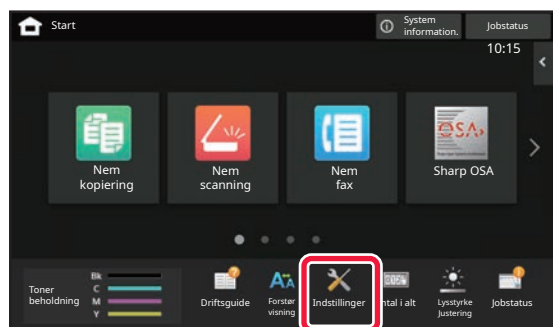 Start
System
information.
Jobstatus
10:15
Nem
kopiering
Nem
scanning
Nem
fax
OSA
Sharp OSA
Toner
beholdning
Bk
C
M
Y
Driftsguide
Forstør
visning
Indstillinger
ntal i alt
Lysstyrke
Justering
Jobstatus